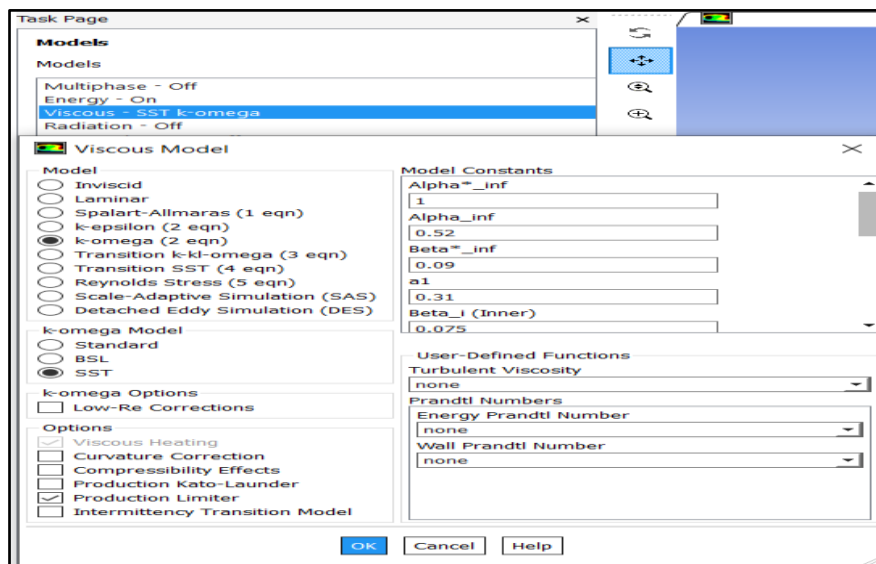 Task Page
Models
Models
Multiphase - Off
Energy - On
Viscous - SST k-omega
Radiation - Off
Viscous Model
Model
Inviscid
Laminar
Spalart-Allmaras (1 eqn)
k-epsilon (2 eqn)
k-omega (2 eqn)
Transition k-kl-omega (3 eqn)
Transition SST (4 eqn)
Reynolds Stress (5 eqn)
Scale-Adaptive Simulation (SAS)
Detached Eddy Simulation (DES)
k-omega Model
Standard
BSL
SST
k-omega Options
Low-Re Corrections
Options
Viscous Heating
Curvature Correction
Compressibility Effects
Production Kato-Launder
Production Limiter
Intermittency Transition Model
Model Constants
Alpha*_inf
1
Alpha_inf
0.52
Beta*_inf
0.09
a1
0.31
Beta_i (Inner)
0.075
User-Defined Functions
Turbulent Viscosity
none
Prandtl Numbers
Energy Prandtl Number
none
Wall Prandtl Number
none
OK
Cancel
Help